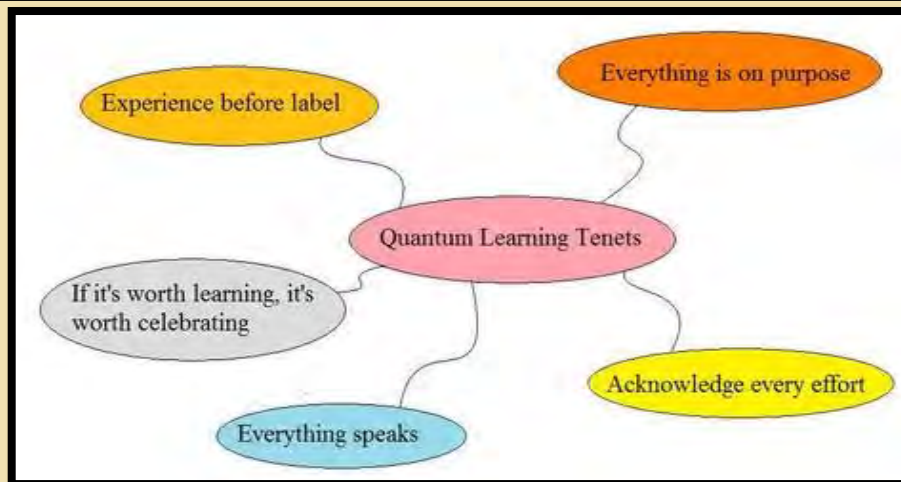 Experience before label
Everything is on purpose
Quantum Learning Tenets
If it's worth learning, it's
worth celebrating
Acknowledge every effort
Everything speaks